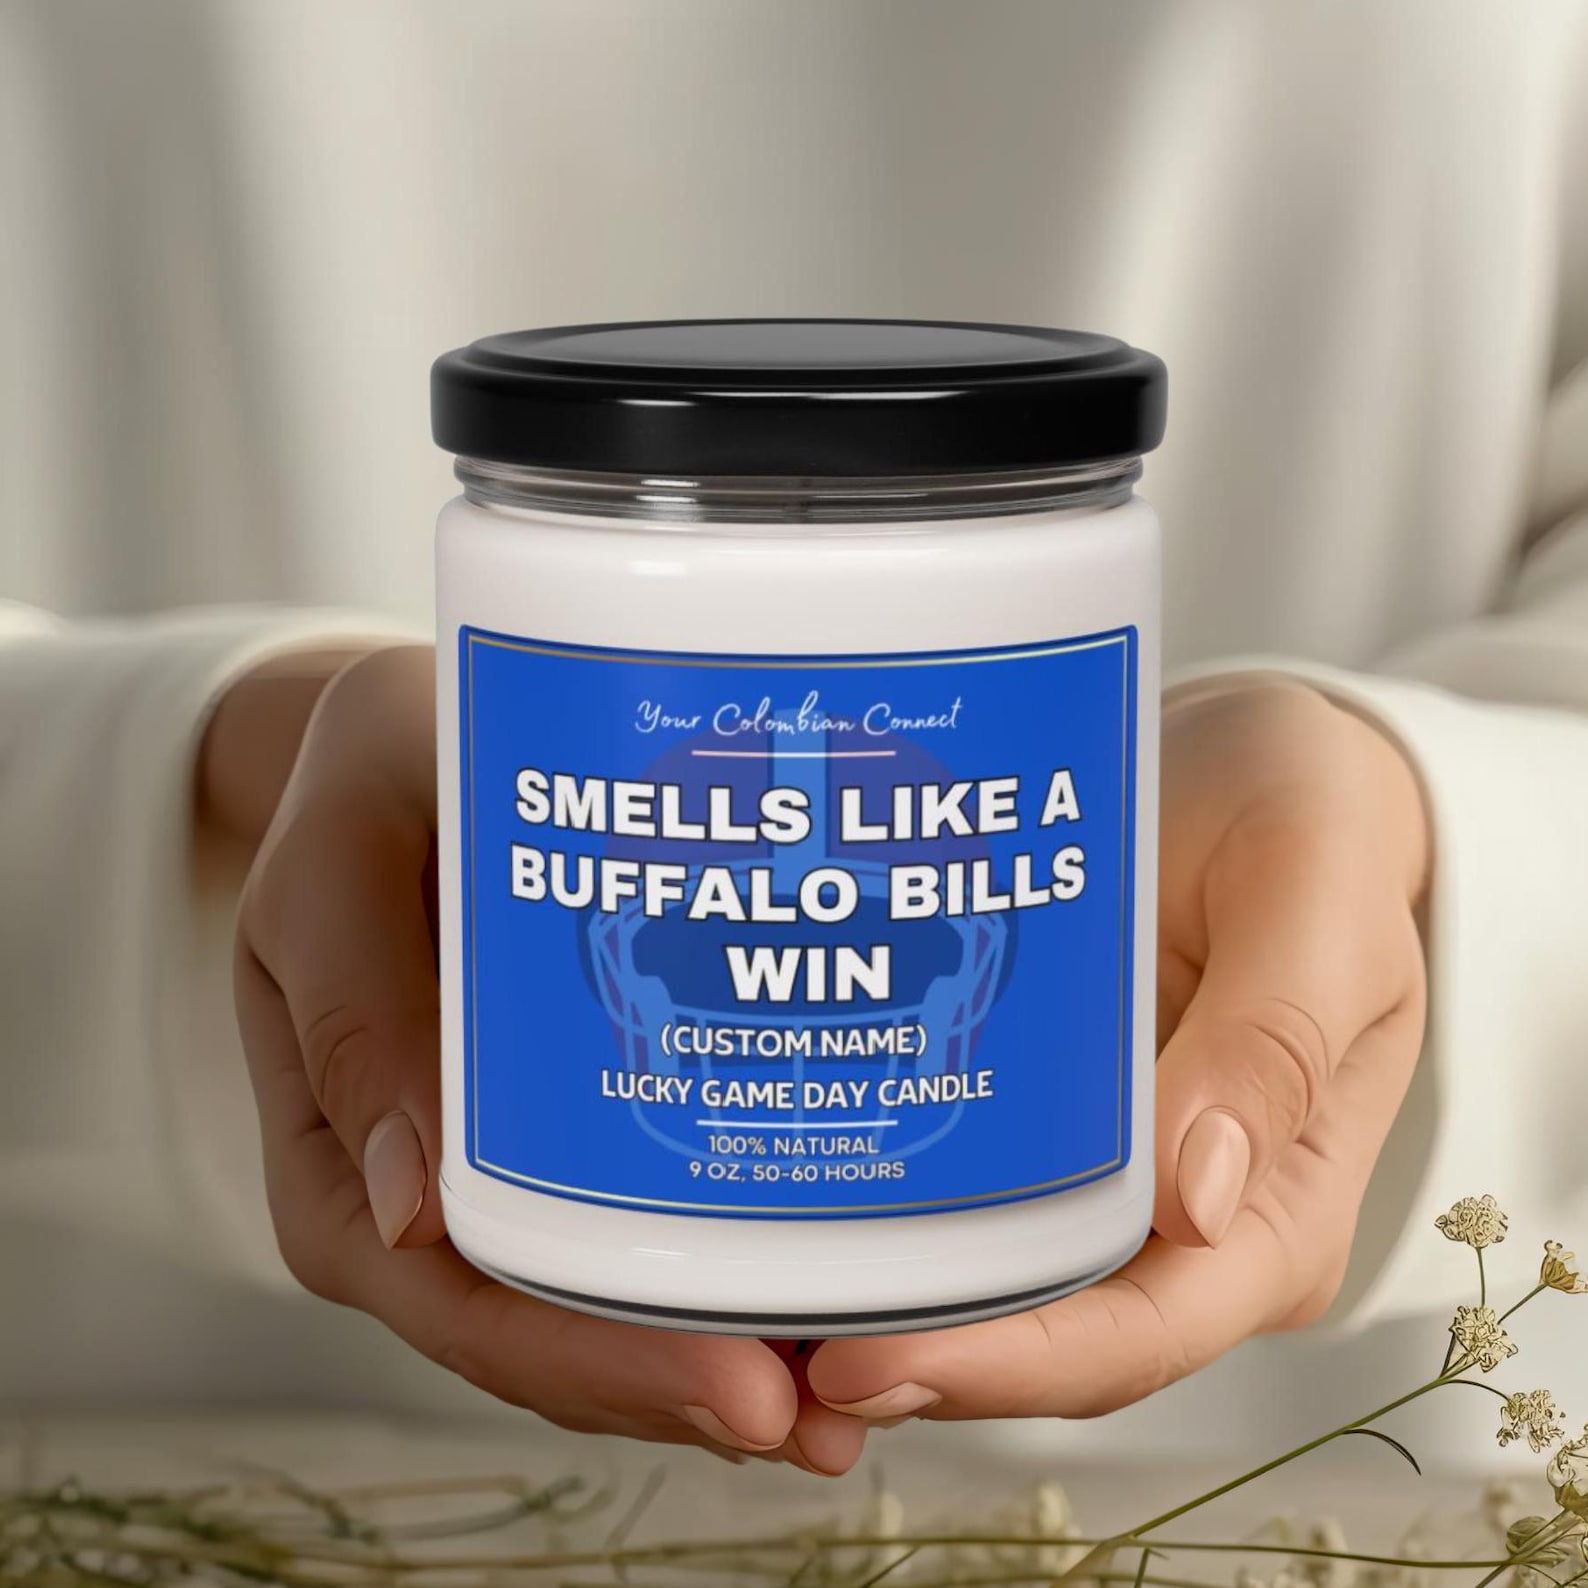 Your Colombian Connect
SMELLS LIKE A
BUFFALO BILLS
WIN
(CUSTOM NAME)
LUCKY GAME DAY CANDLE
100% NATURAL
9 OZ, 50-60 HOURS